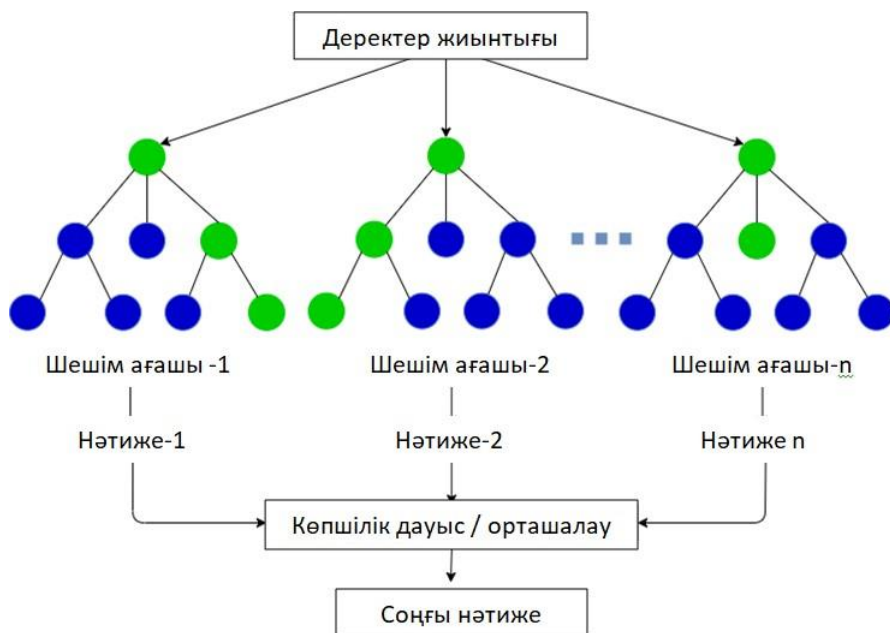 Деректер жиынтығы
Шешім ағашы -1
Шешім ағашы-2
Шешім ағашы-n
Нәтиже-1
Нәтиже-2
Нәтиже n
Көпшілік дауыс / орташалау
Соңғы нәтиже